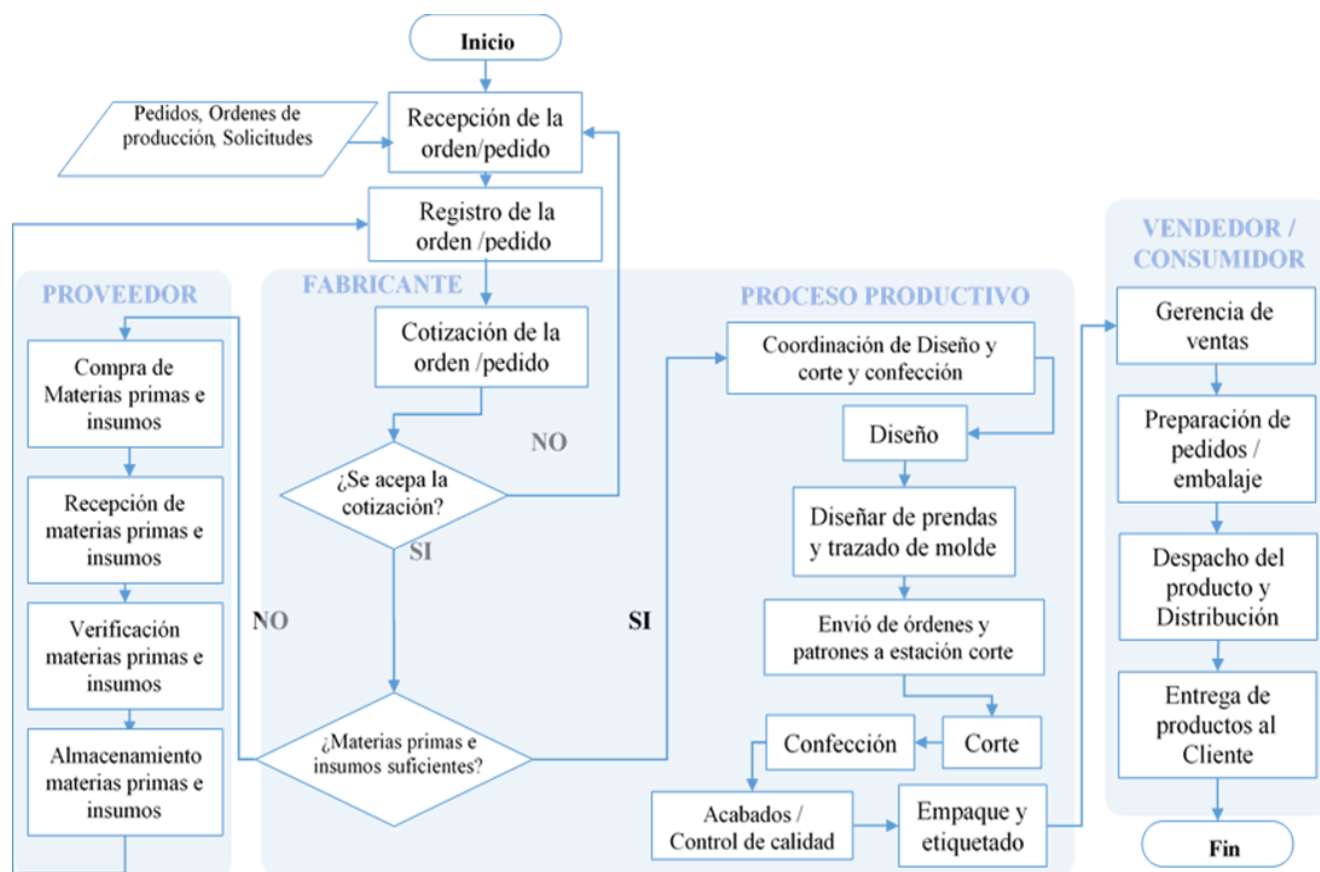 Inicio
Pedidos, Ordenes de
producción, Solicitudes
Recepción de la
orden/pedido
Registro de la
orden /pedido
PROVEEDOR
Compra de
Materias primas e
insumos
Recepción de
materias primas e
insumos
Verificación
materias primas e
insumos
Almacenamiento
materias primas e
insumos
FABRICANTE
Cotización de la
orden /pedido
¿Se acepa la
cotización?
NO
SI
¿Materias primas e
insumos suficientes?
NO
SI
PROCESO PRODUCTIVO
Coordinación de Diseño y
corte y confección
Diseño
Diseñar de prendas
y trazado de molde
Envió de órdenes y
patrones a estación corte
Corte
Confección
Acabados /
Control de calidad
Empaque y
etiquetado
VENDEDOR /
CONSUMIDOR
Gerencia de
ventas
Preparación de
pedidos /
embalaje
Despacho del
producto y
Distribución
Entrega de
productos al
Cliente
Fin